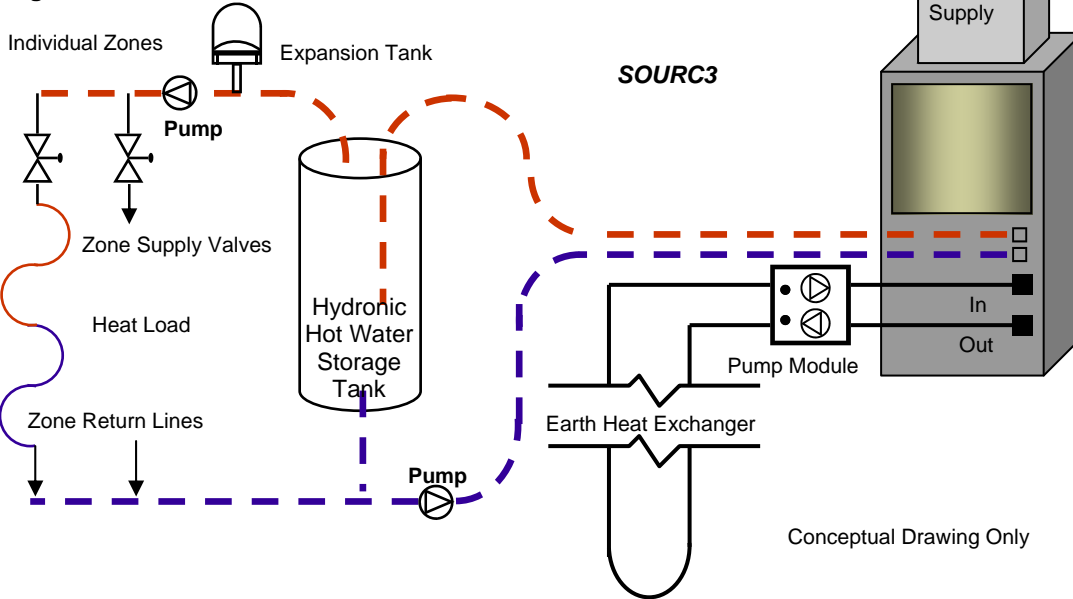 Supply
Individual Zones
Expansion Tank
SOURC3
Pump
Zone Supply Valves
Hydronic
Hot Water
Storage
Tank
Heat Load
In
Out
Pump Module
Zone Return Lines
Earth Heat Exchanger
Pump
Conceptual Drawing Only